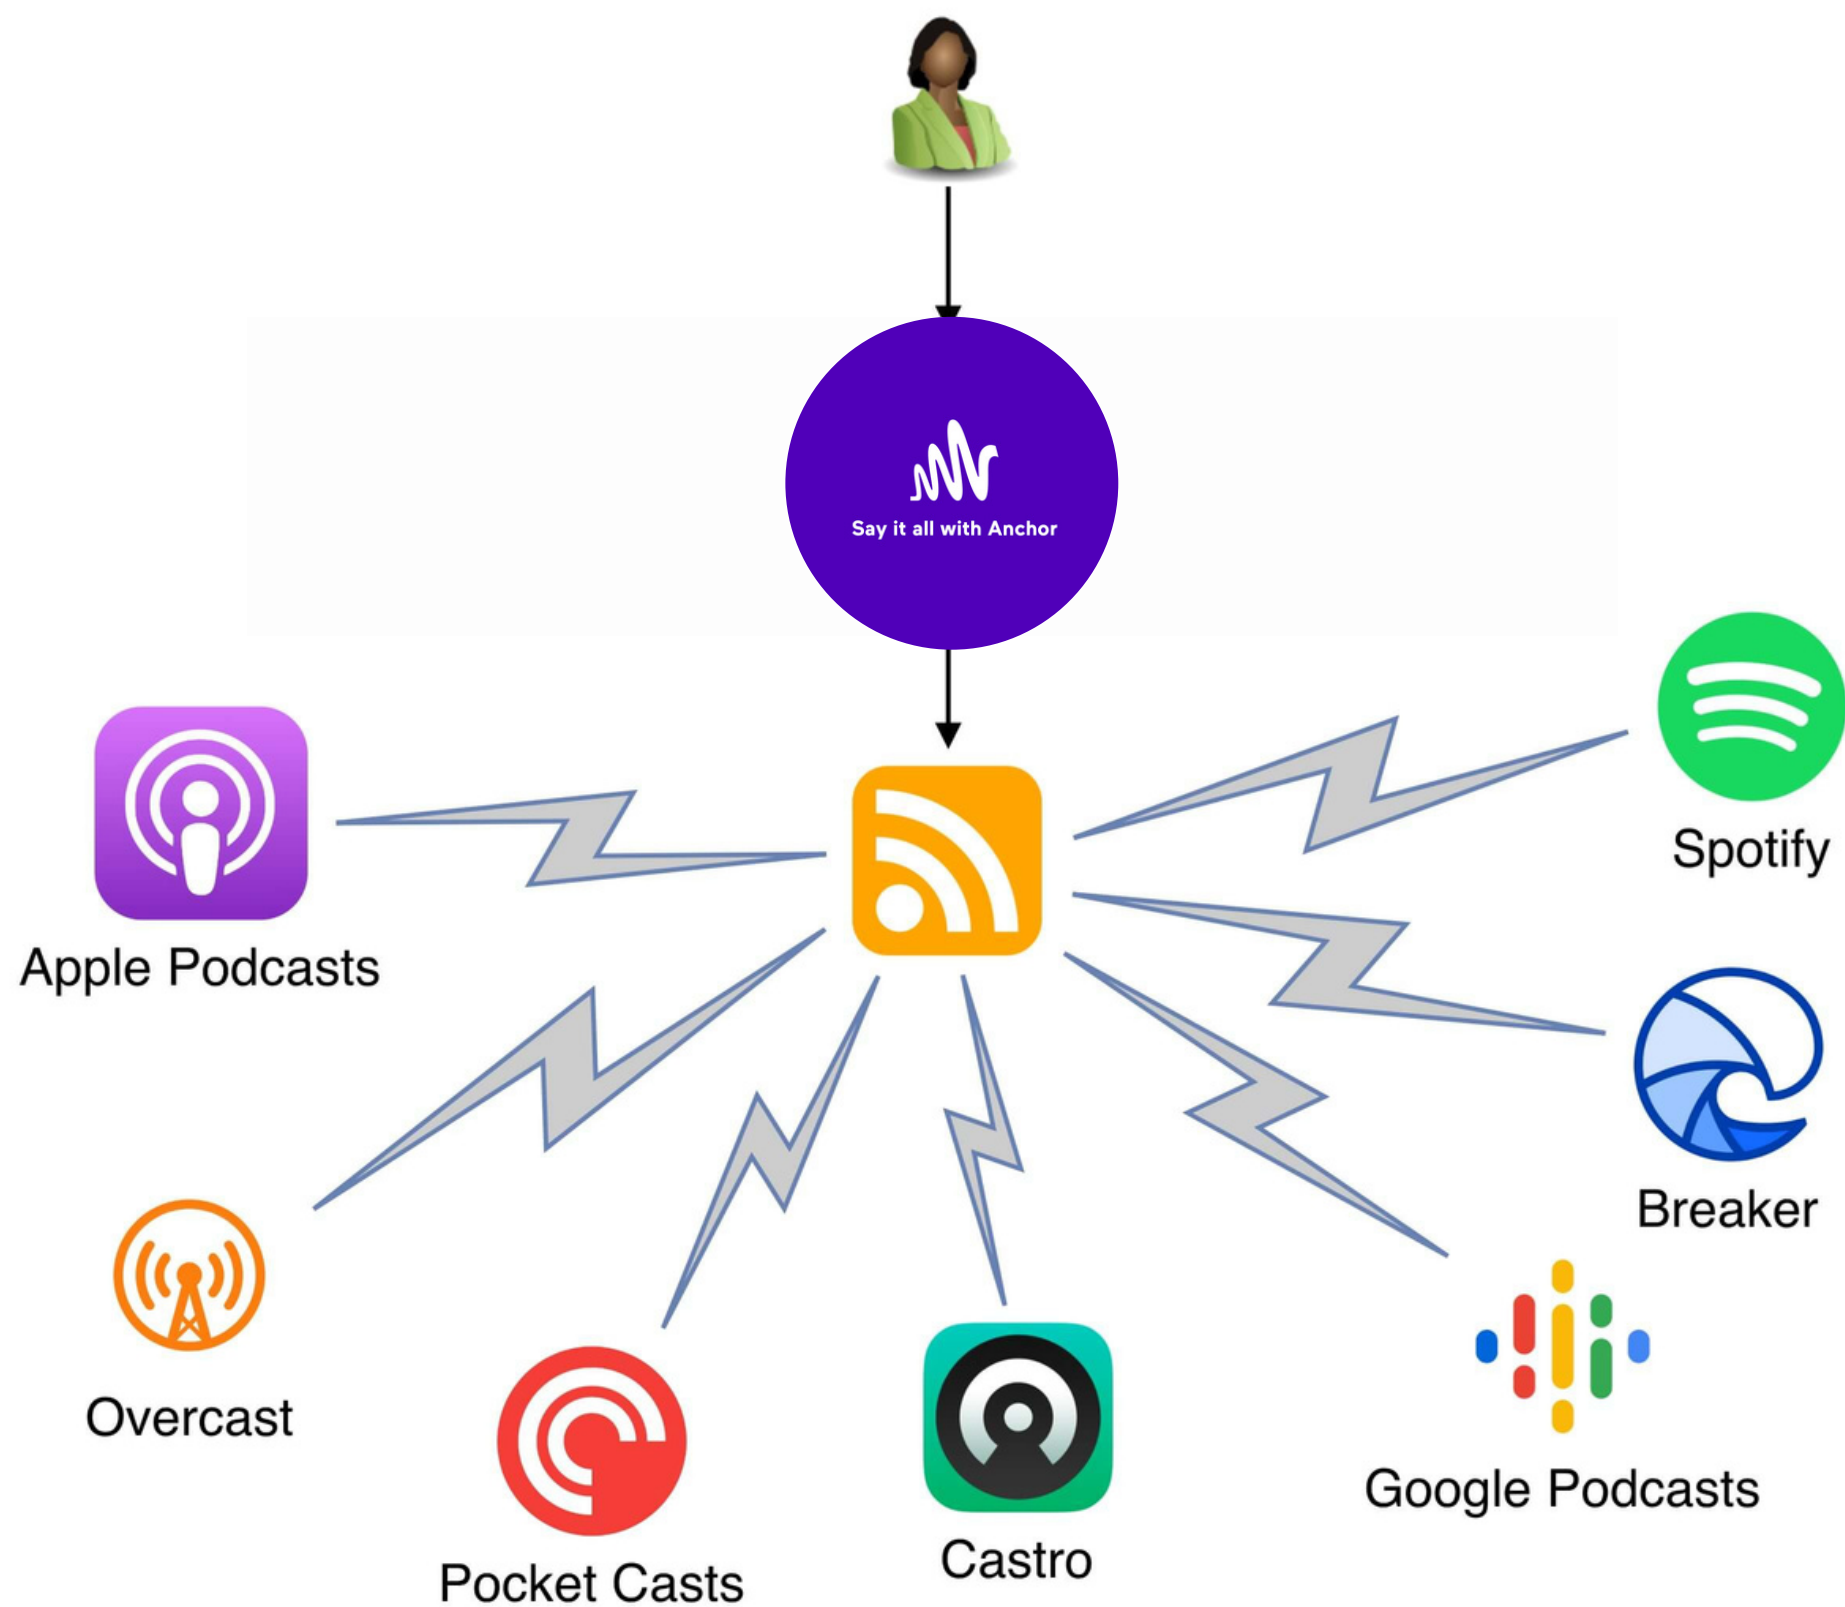 Say it all with Anchor
Spotify
Apple Podcasts
Breaker
Overcast
Google Podcasts
Castro
Pocket Casts